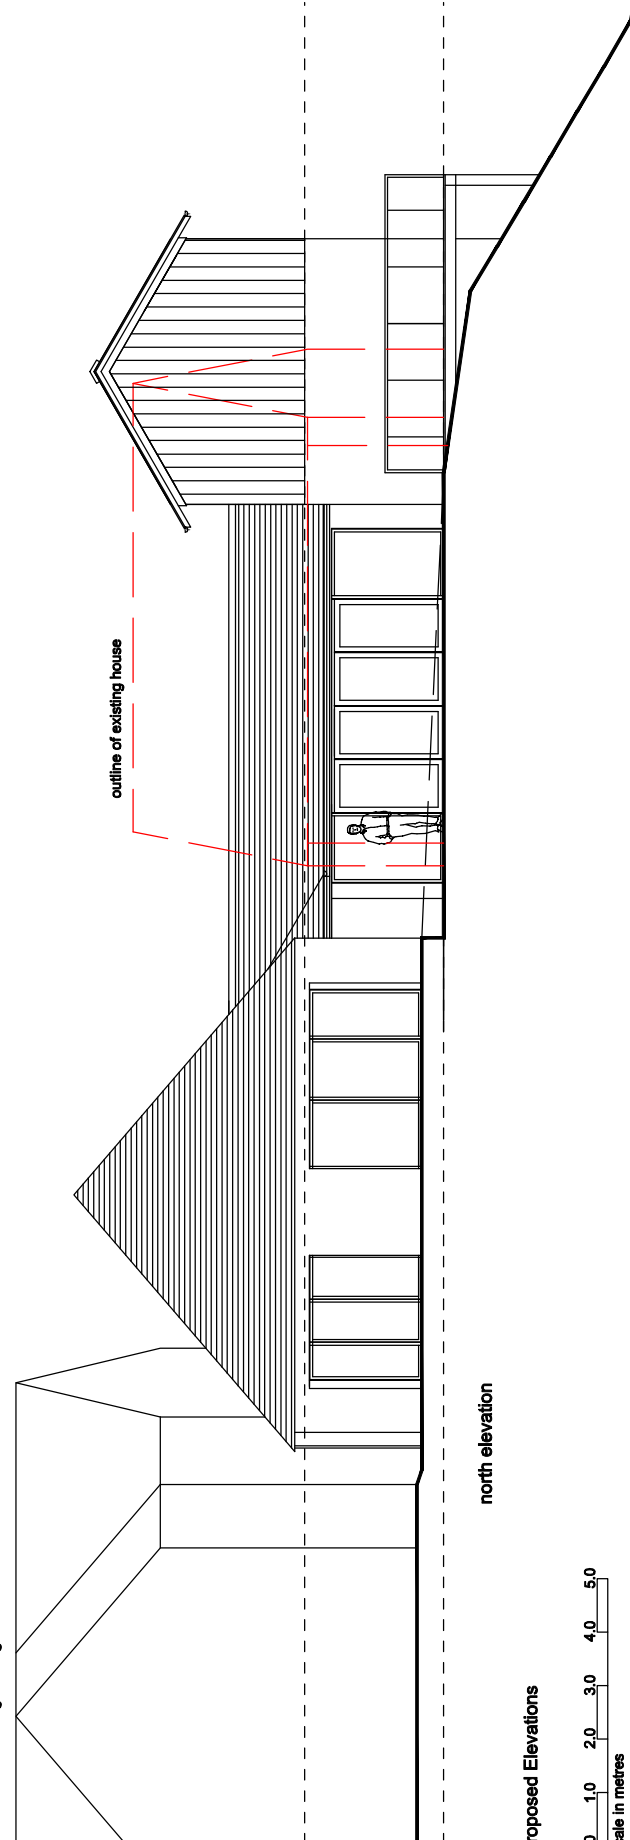 outline of existing house
north elevation
roposed Elevations
1.0 2.0 3.0 4.0 5.0
ale in metres